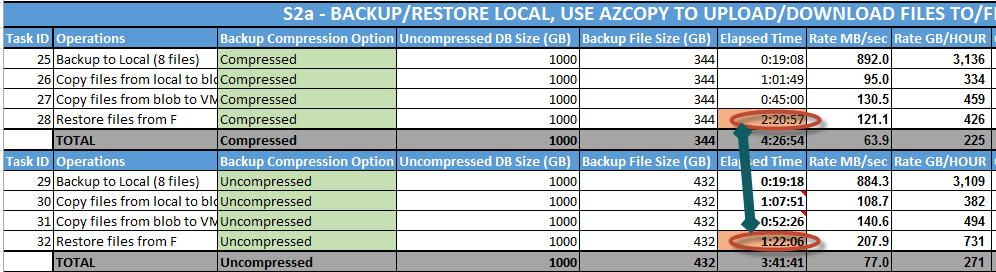 S2a - BACKUP/RESTORE LOCAL, USE AZCOPY TO UPLOAD/DOWNLOAD FILES TO/
Task ID Operations Backup Compression Option Uncompressed DB Size (GB) Backup File Size (GB) Elapsed Time Rate MB/sec Rate GB/HOUR
25 Backup to Local (8 files) Compressed 1000 344 0:19:08 892.0 3,136
26 Copy files from local to blo Compressed 1000 344 1:01:49 95.0 334
27 Copy files from blob to VM Compressed 1000 344 0:45:00 130.5 459
28 Restore files from F Compressed 1000 344 2:20:57 121.1 426
TOTAL Compressed 1000 344 4:26:54 63.9 225
Task ID Operations Backup Compression Option Uncompressed DB Size (GB) Backup File Size (GB) Elapsed Time Rate MB/sec Rate GB/HOUR
29 Backup to Local (8 files) Uncompressed 1000 432 0:19:18 884.3 3,109
30 Copy files from local to blo Uncompressed 1000 432 1:07:51 108.7 382
31 Copy files from blob to VM Uncompressed 1000 432 0:52:26 140.6 494
32 Restore files from F Uncompressed 1000 432 1:22:06 207.9 731
TOTAL Uncompressed 1000 432 3:41:41 77.0 271